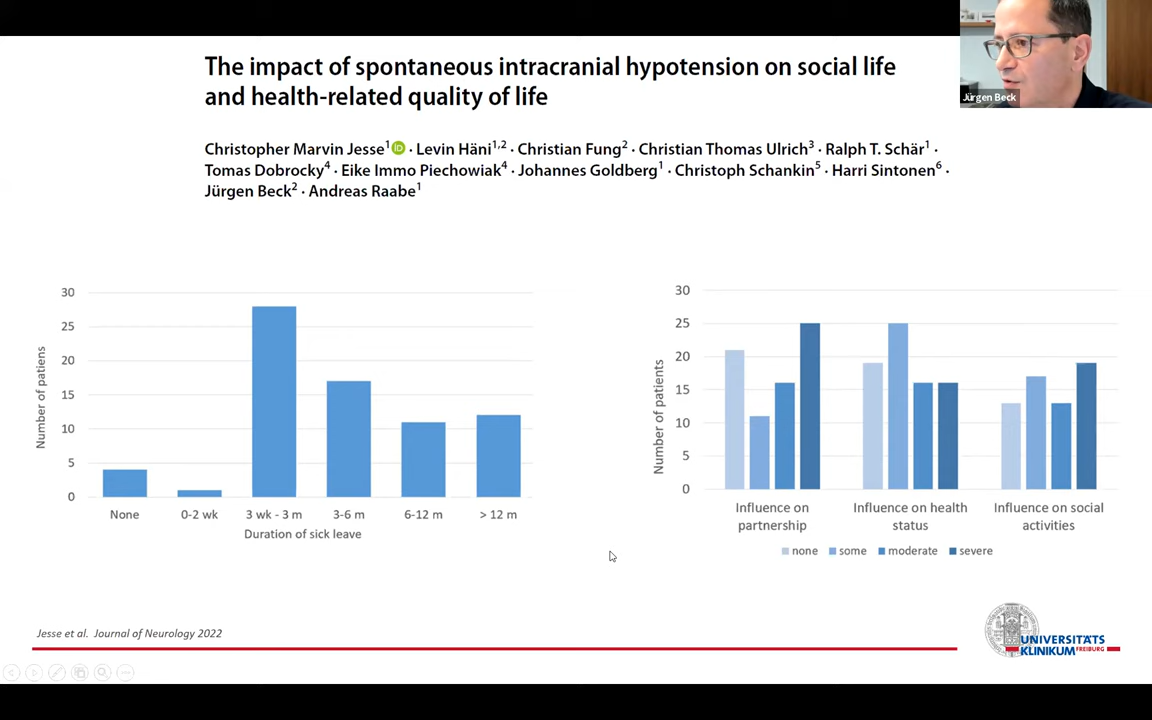 The impact of spontaneous intracranial hypotension on social life
and health-related quality of life
Jürgen Beck
Christopher Marvin Jesse1 iD · Levin Häni1,2 · Christian Fung2 · Christian Thomas Ulrich3 · Ralph T. Schär1 ·
Tomas Dobrocky4 · Eike Immo Piechowiak4 · Johannes Goldberg1 · Christoph Schankin5 · Harri Sintonen6 ·
Jürgen Beck2 · Andreas Raabe1
Number of patiens
30
25
20
15
10
5
0
None 0-2 wk 3 wk - 3 m 3-6 m 6-12 m > 12 m
Duration of sick leave
Number of patients
30
25
20
15
10
5
0
Influence on partnership
Influence on health status
Influence on social activities
none some moderate severe
Jesse et al. Journal of Neurology 2022
UNIVERSITÄTS
KLINIKUM FREIBURG